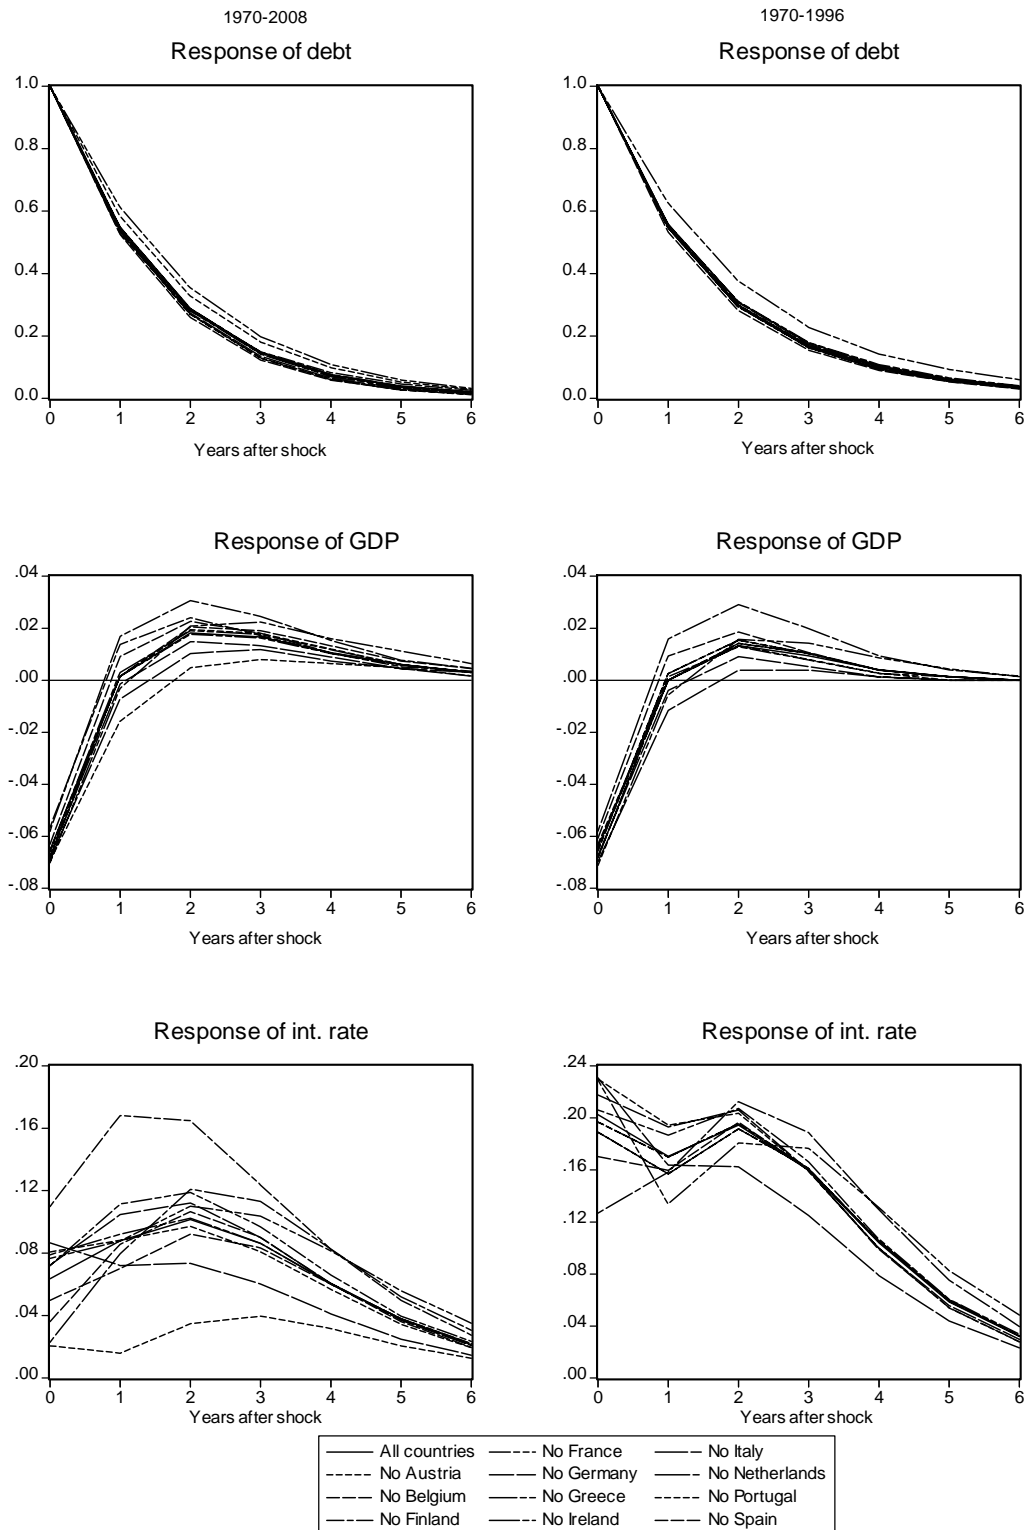 1970-2008 1970-1996
Response of debt Response of debt
1.0 1.0
0.8 0.8
0.6 0.6
0.4 0.4
0.2 0.2
0.0 0.0
0 1 2 3 4 5 6 0 1 2 3 4 5 6
Years after shock Years after shock
Response of GDP Response of GDP
.04 .04
.02 .02
.00 .00
-.02 -.02
-.04 -.04
-.06 -.06
-.08 -.08
0 1 2 3 4 5 6 0 1 2 3 4 5 6
Years after shock Years after shock
Response of int. rate Response of int. rate
.20 .24
.16 .20
.12 .16
.12
.08 .08
.04 .04
.00 .00
0 1 2 3 4 5 6 0 1 2 3 4 5 6
Years after shock Years after shock
All countries No France No Italy
No Austria No Germany No Netherlands
No Belgium No Greece No Portugal
No Finland No Ireland No Spain